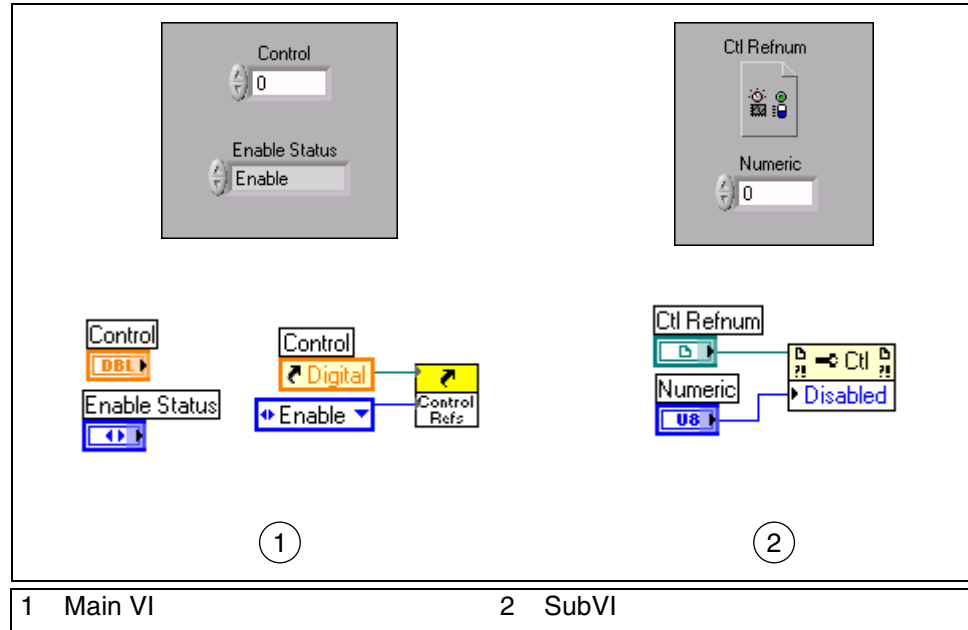 Control
0
Enable Status
Enable
Ctl Refnum
Numeric
0
Control
DBL
Enable Status
Control
Digital
Enable
Control
Refs
Ctl Refnum
Numeric
U8
?! Ctl ?!
Disabled
1
2
1 Main VI
2 SubVI